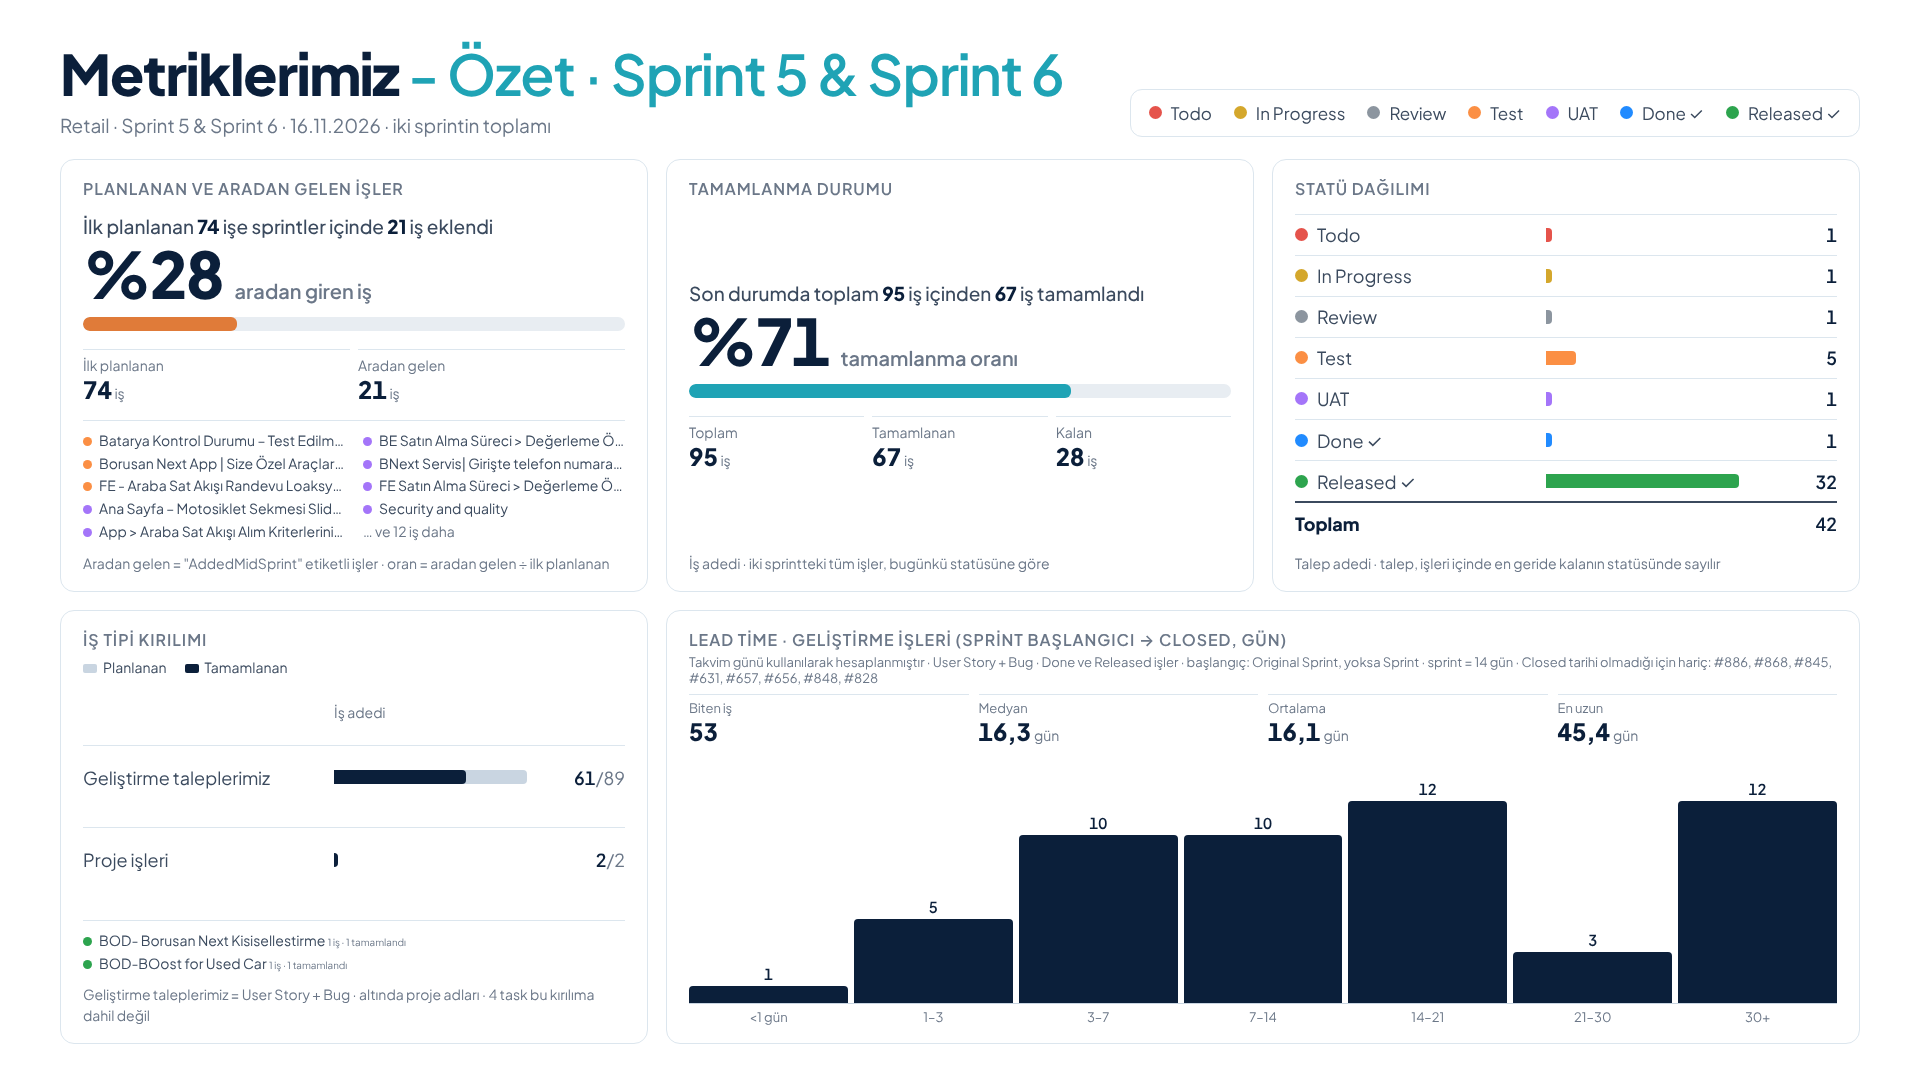 Metriklerimiz – Özet · Sprint 5 & Sprint 6
Retail · Sprint 5 & Sprint 6 · 16.11.2026 · iki sprintin toplamı
Todo In Progress Review Test UAT Done ✓ Released ✓
PLANLANAN VE ARADAN GELEN İŞLER
İlk planlanan 74 işe sprintler içinde 21 iş eklendi
%28 aradan giren iş
İlk planlanan
74 iş
Aradan gelen
21 iş
Batarya Kontrol Durumu – Test Edilm...
Borusan Next App | Size Özel Araçlar...
FE - Araba Sat Akışı Randevu Loaksy...
Ana Sayfa – Motosiklet Sekmesi Slid...
App > Araba Sat Akışı Alım Kriterlerini...
BE Satın Alma Süreci > Değerleme Ö...
BNext Servis| Girişte telefon numara...
FE Satın Alma Süreci > Değerleme Ö...
Security and quality
... ve 12 iş daha
Aradan gelen = "AddedMidSprint" etiketli işler · oran = aradan gelen ÷ ilk planlanan
TAMAMLANMA DURUMU
Son durumda toplam 95 iş içinden 67 iş tamamlandı
%71 tamamlanma oranı
Toplam
95 iş
Tamamlanan
67 iş
Kalan
28 iş
İş adedi · iki sprintteki tüm işler, bugünkü statüsüne göre
STATÜ DAĞILIMI
Todo 1
In Progress 1
Review 1
Test 5
UAT 1
Done ✓ 1
Released ✓ 32
Toplam 42
Talep adedi · talep, işleri içinde en geride kalanın statüsünde sayılır
İŞ TİPİ KIRILIMI
Planlanan Tamamlanan
İş adedi
Geliştirme taleplerimiz 61/89
Proje işleri 2/2
BOD- Borusan Next Kisisellestirme 1 iş · 1 tamamlandı
BOD-BOost for Used Car 1 iş · 1 tamamlandı
Geliştirme taleplerimiz = User Story + Bug · altında proje adları · 4 task bu kırılıma
dahil değil
LEAD TİME · GELİŞTİRME İŞLERİ (SPRİNT BAŞLANGICI → CLOSED, GÜN)
Takvim günü kullanılarak hesaplanmıştır · User Story + Bug · Done ve Released işler · başlangıç: Original Sprint, yoksa Sprint · sprint = 14 gün · Closed tarihi olmadığı için hariç: #886, #868, #845,
#631, #657, #656, #848, #828
Biten iş
53
Medyan
16,3 gün
Ortalama
16,1 gün
En uzun
45,4 gün
1 5 10 10 12 3 12
<1 gün 1–3 3–7 7–14 14–21 21–30 30+